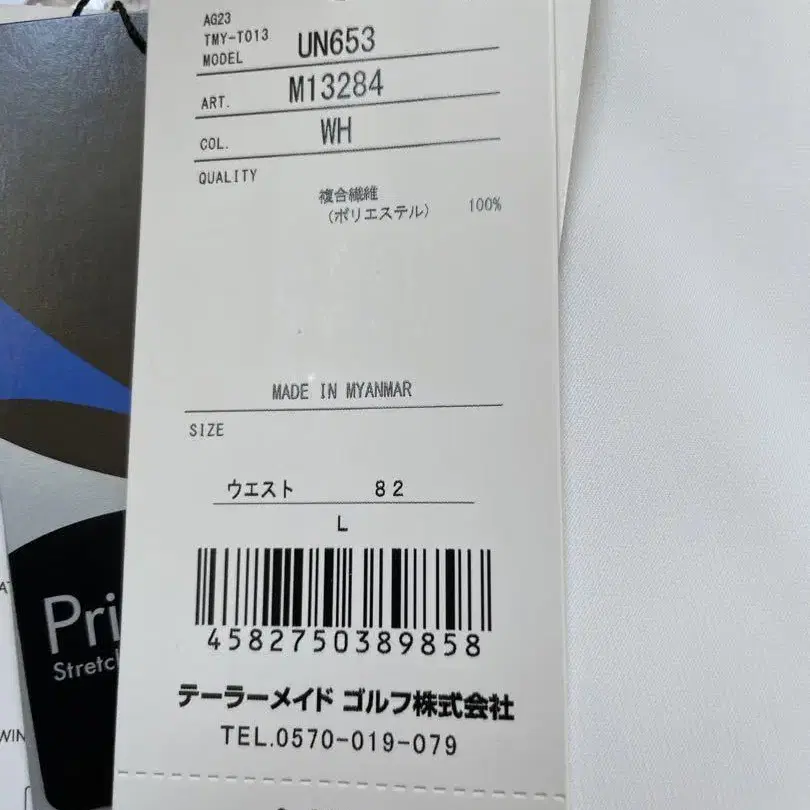 AG23
TMY-T013
MODEL UN653
ART. M13284
COL. WH
QUALITY
複合繊維
(ポリエステル) 100%
MADE IN MYANMAR
SIZE
ウエスト 82
L
4582750389858
テーラーメイド ゴルフ株式会社
TEL.0570-019-079
Pri
Stretch
WIN